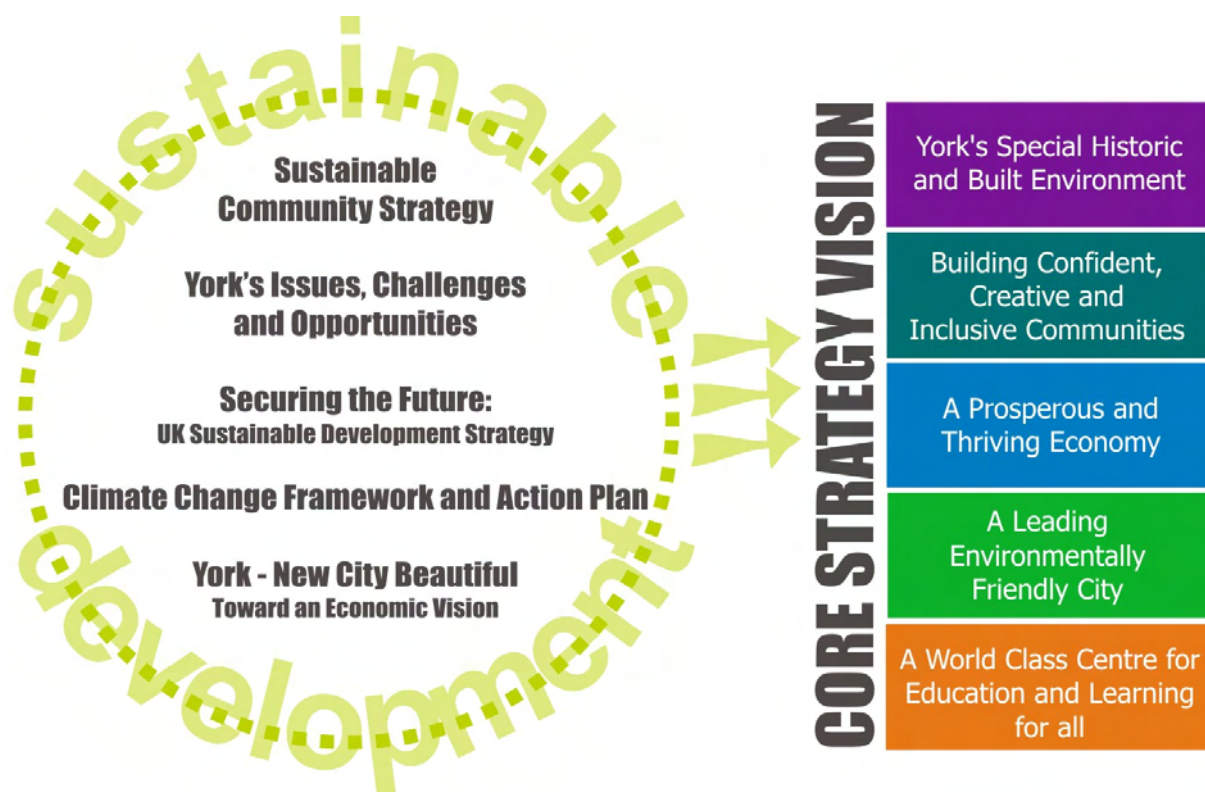 sustainable
Sustainable
Community Strategy
York's Issues, Challenges
and Opportunities
Securing the Future:
UK Sustainable Development Strategy
Climate Change Framework and Action Plan
York - New City Beautiful
Toward an Economic Vision
development
CORE STRATEGY VISION
York's Special Historic
and Built Environment
Building Confident,
Creative and
Inclusive Communities
A Prosperous and
Thriving Economy
A Leading
Environmentally
Friendly City
A World Class Centre for
Education and Learning
for all